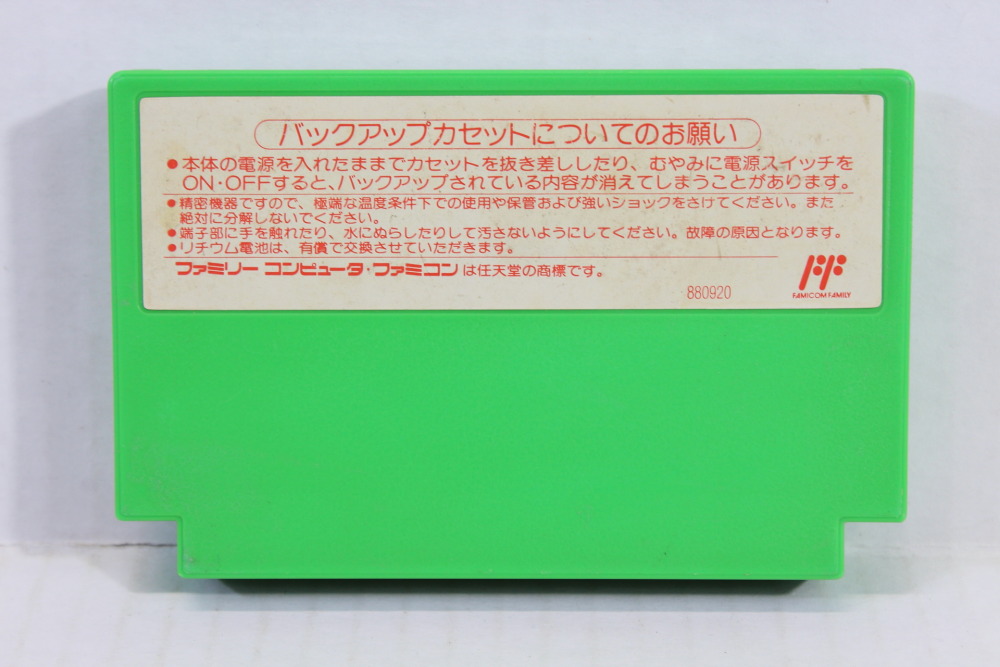 バックアップカセットについてのお願い
●本体の電源を入れたままでカセットを抜き差ししたり、むやみに電源スイッチを
ON・OFFすると、バックアップされている内容が消えてしまうことがあります。
●精密機器ですので、極端な温度条件下での使用や保管および強いショックをさけてください。また
絶対に分解しないでください。
●端子部に手を触れたり、水にぬらしたりして汚さないようにしてください。故障の原因となります。
●リチウム電池は、有償で交換させていただきます。
ファミリー コンピュータ・ファミコン は任天堂の商標です。
880920
FAMICOM FAMILY